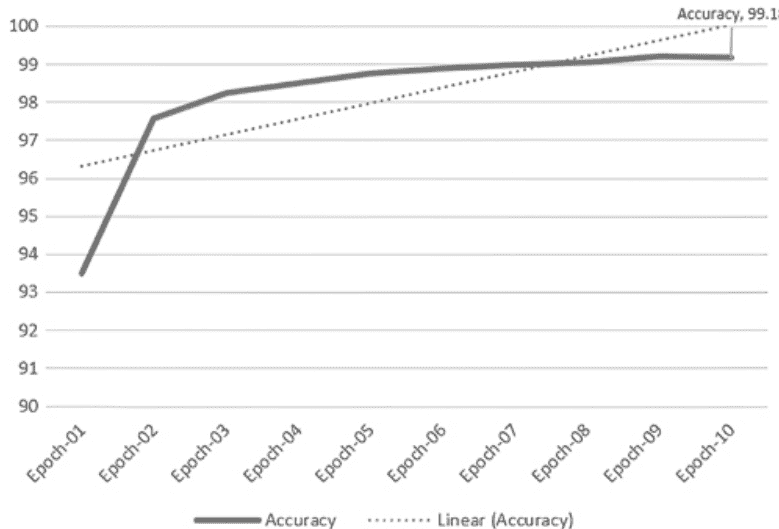 Accuracy, 99.18
100
99
98
97
96
95
94
93
92
91
90
Epoch-01
Epoch-02
Epoch-03
Epoch-04
Epoch-05
Epoch-06
Epoch-07
Epoch-08
Epoch-09
Epoch-10
Accuracy
Linear (Accuracy)